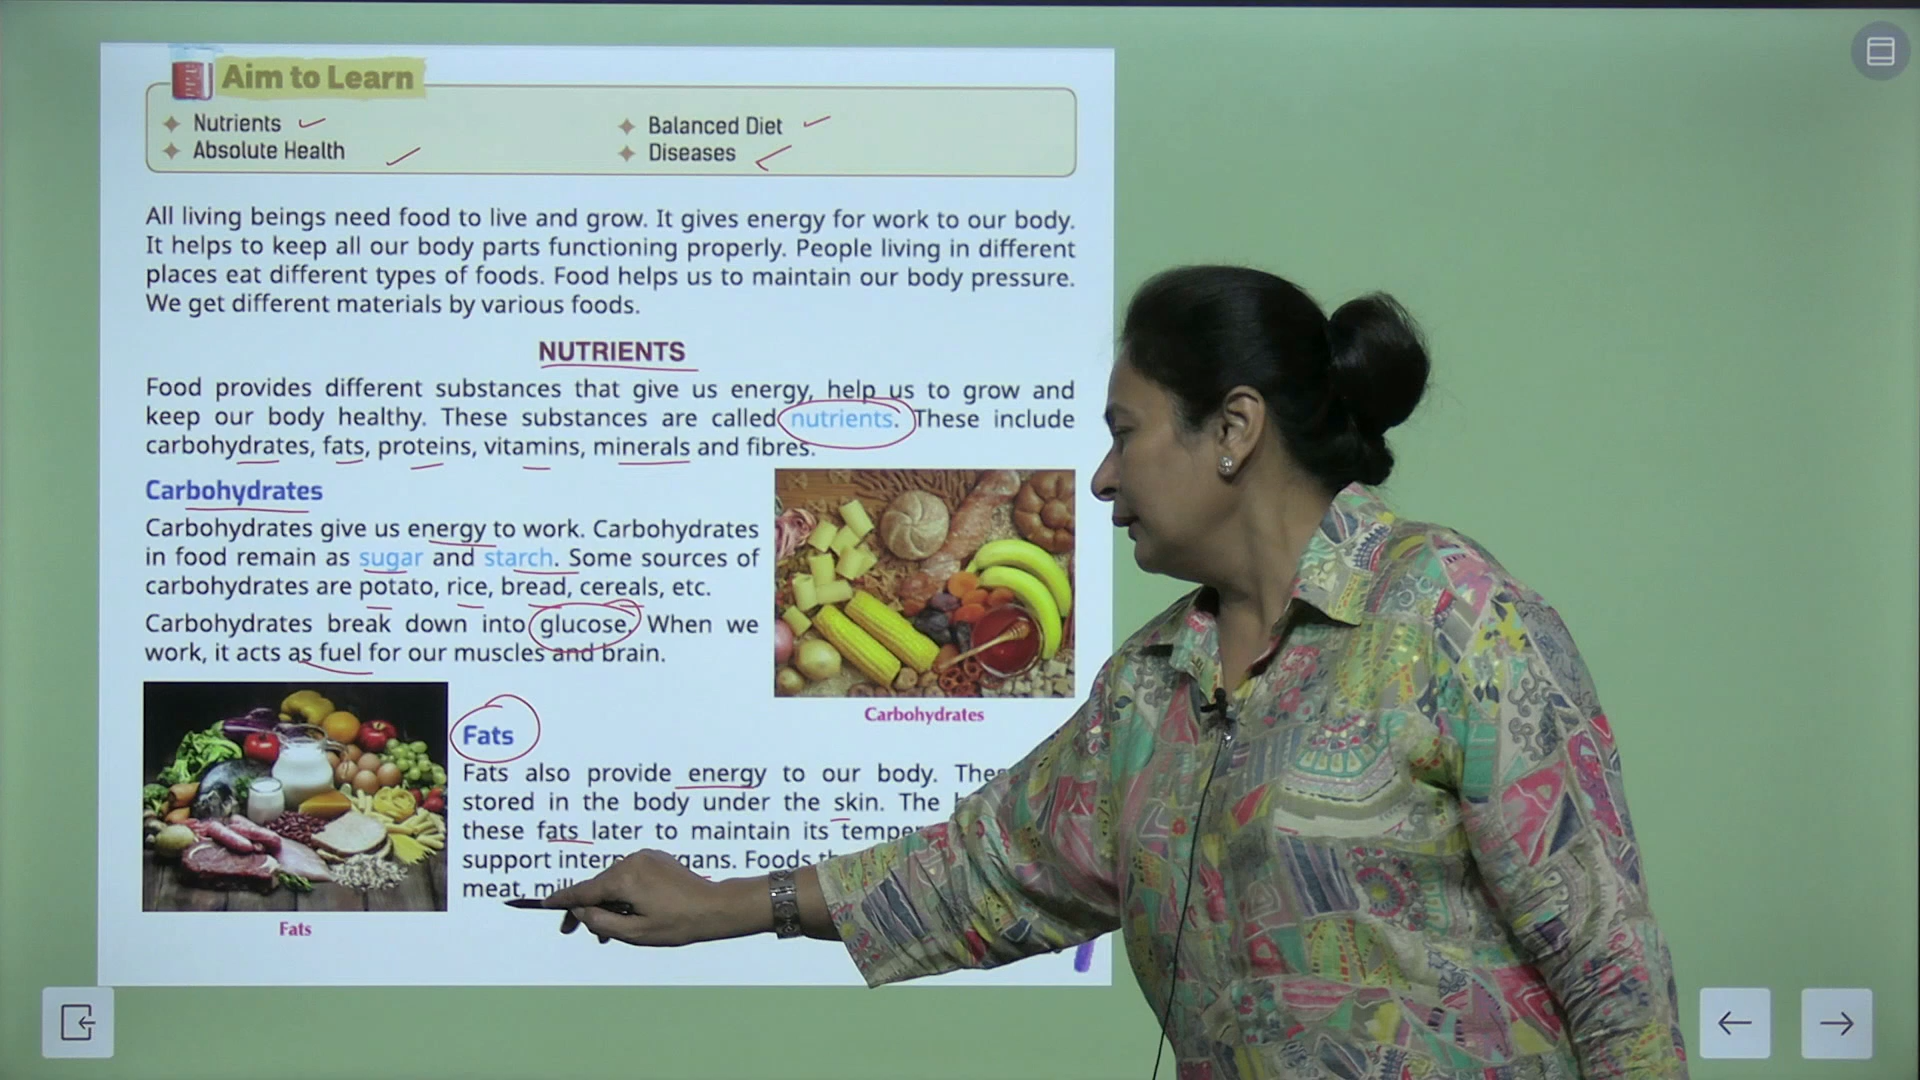 Aim to Learn
Nutrients
Balanced Diet
Absolute Health
Diseases
All living beings need food to live and grow. It gives energy for work to our body.
It helps to keep all our body parts functioning properly. People living in different
places eat different types of foods. Food helps us to maintain our body pressure.
We get different materials by various foods.
NUTRIENTS
Food provides different substances that give us energy, help us to grow and
keep our body healthy. These substances are called nutrients. These include
carbohydrates, fats, proteins, vitamins, minerals and fibres.
Carbohydrates
Carbohydrates give us energy to work. Carbohydrates
in food remain as sugar and starch. Some sources of
carbohydrates are potato, rice, bread, cereals, etc.
Carbohydrates break down into glucose. When we
work, it acts as fuel for our muscles and brain.
Carbohydrates
Fats
Fats also provide energy to our body.
stored in the body under the skin. The
these fats later to maintain its
support Foods
meat,
Fats